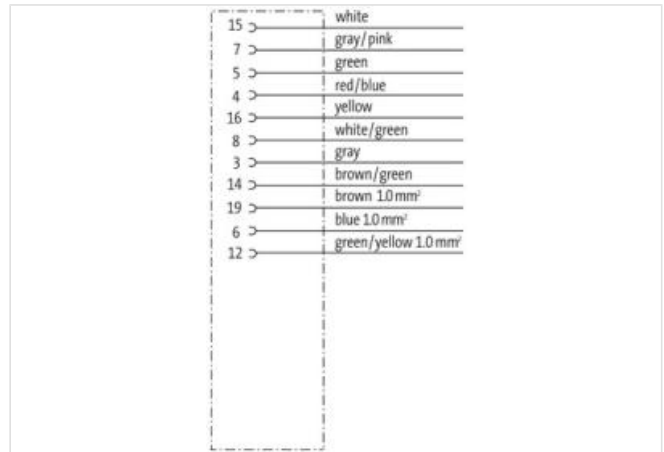 15 white
7 gray/pink
5 green
4 red/blue
16 yellow
8 white/green
3 gray
14 brown/green
19 brown 1.0 mm²
6 blue 1.0 mm²
12 green/yellow 1.0 mm²